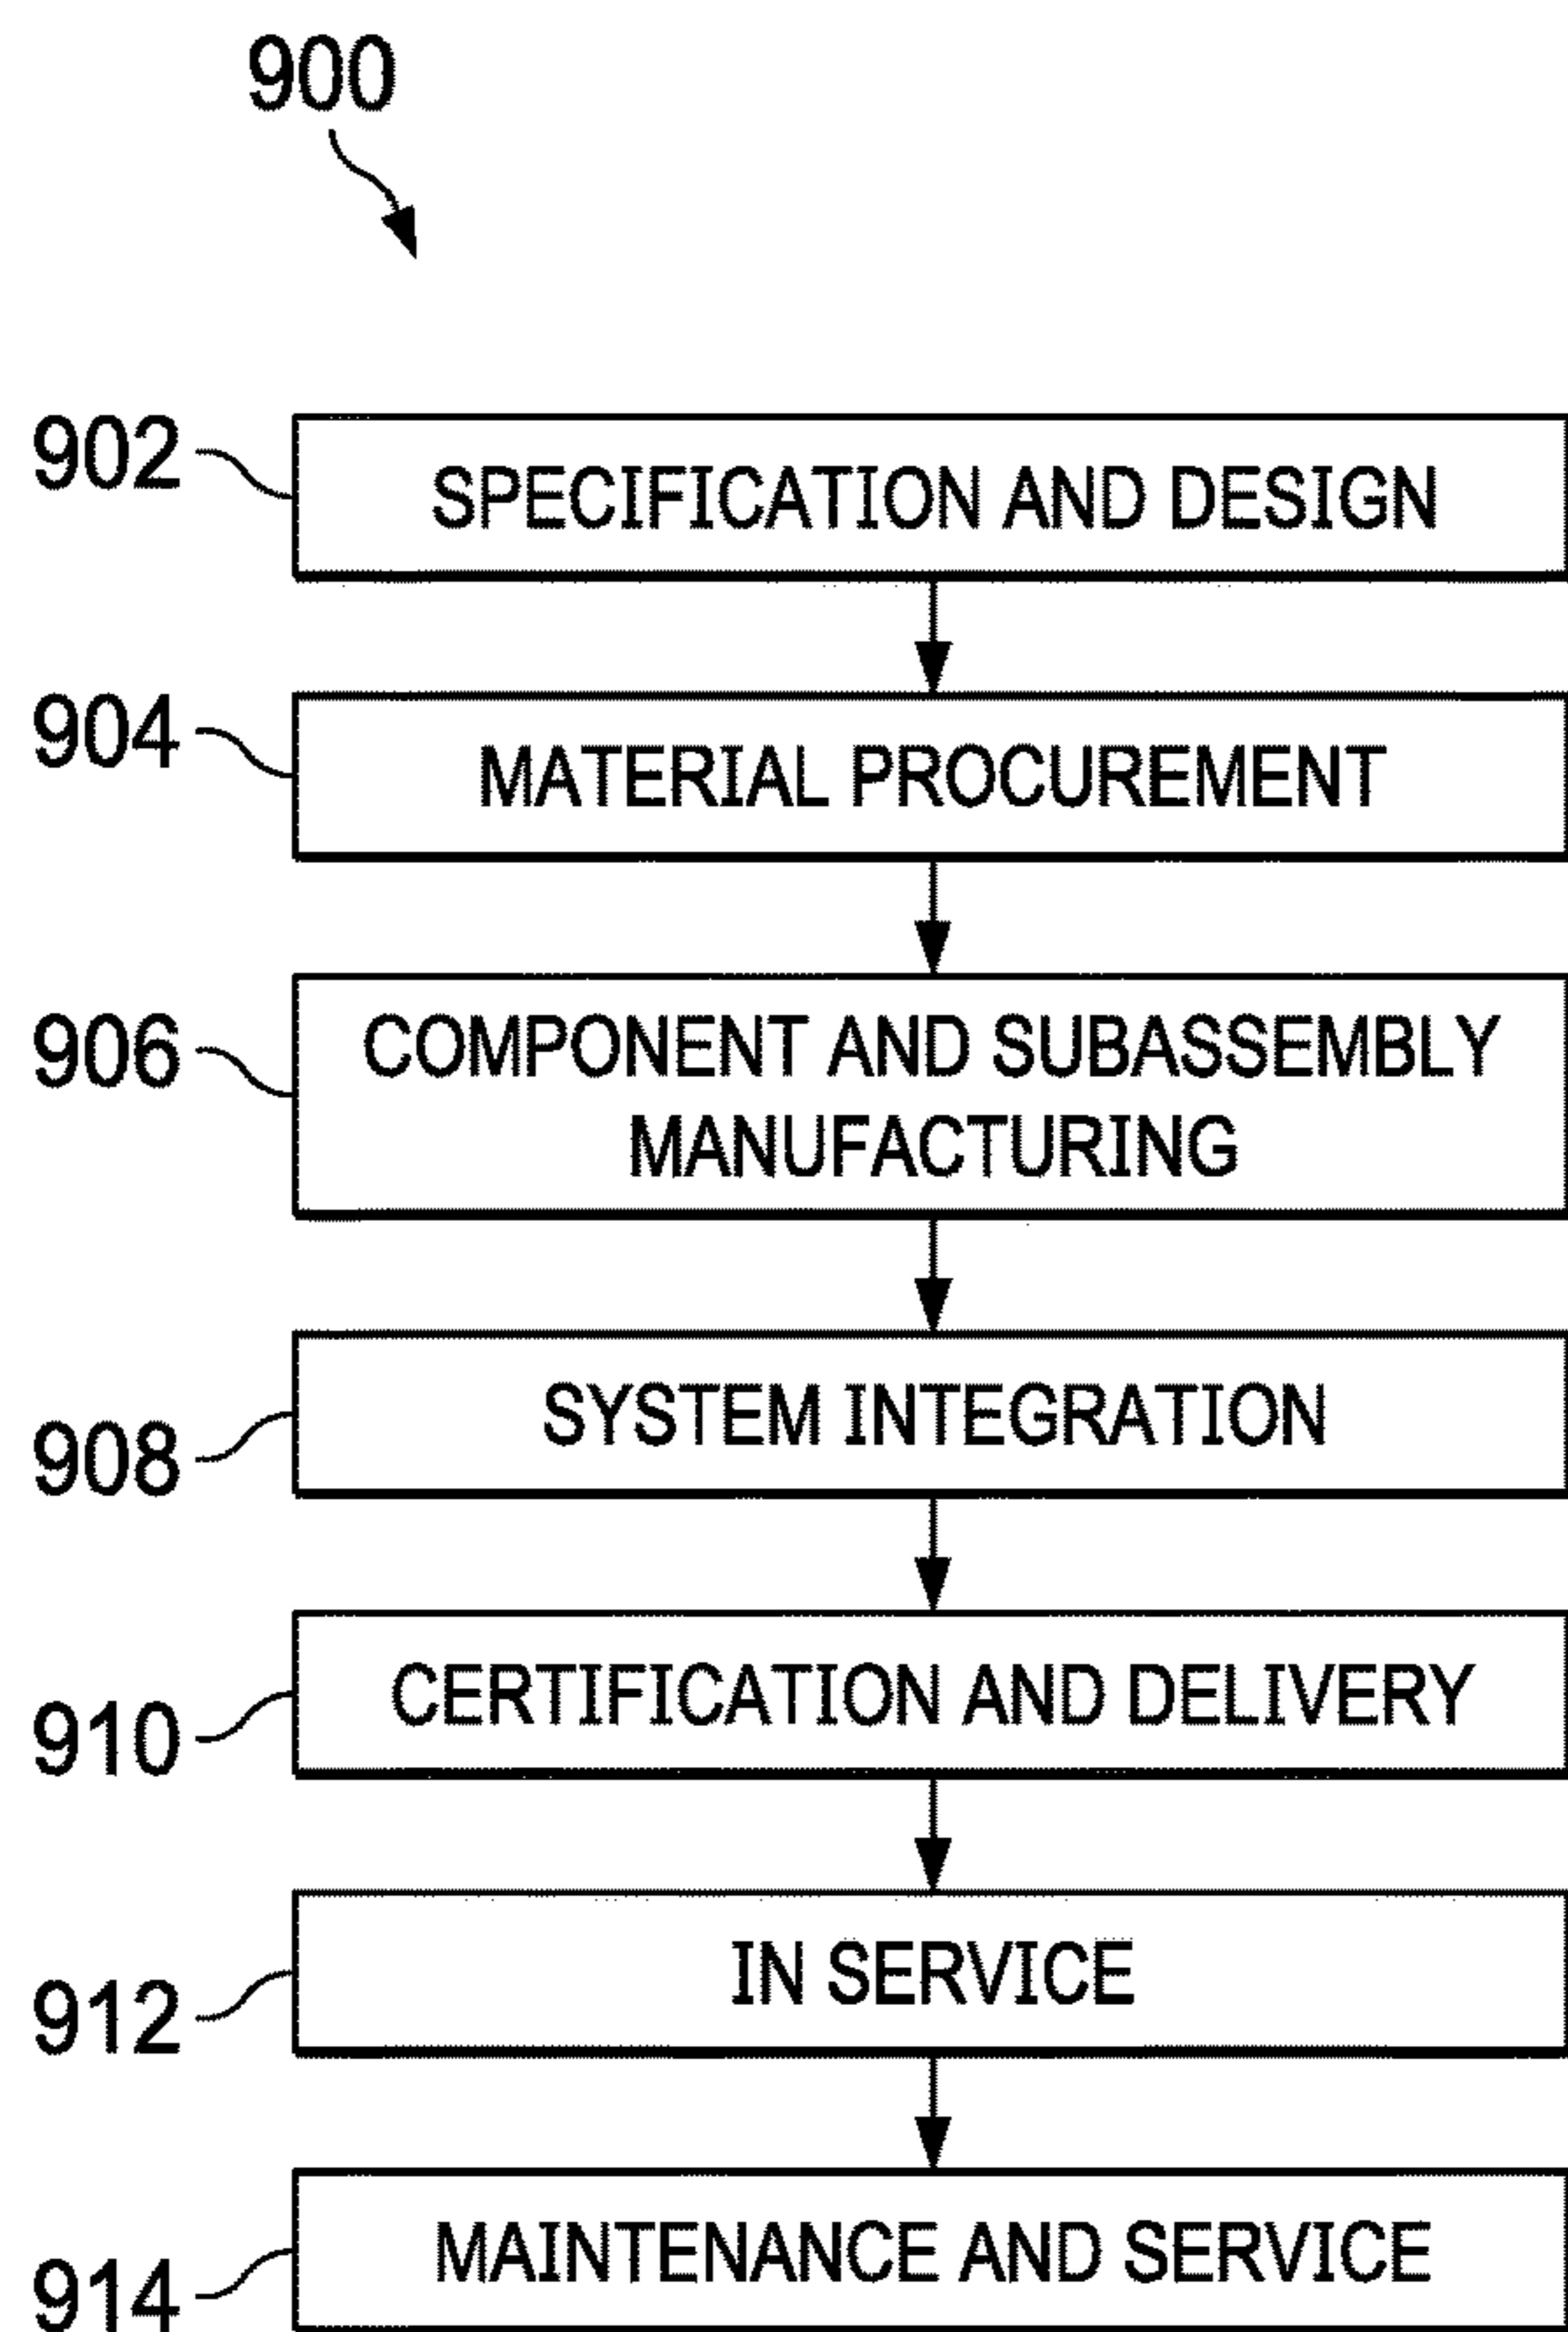 900
902
SPECIFICATION AND DESIGN
904
MATERIAL PROCUREMENT
906
COMPONENT AND SUBASSEMBLY
MANUFACTURING
908
SYSTEM INTEGRATION
910
CERTIFICATION AND DELIVERY
912
IN SERVICE
914
MAINTENANCE AND SERVICE